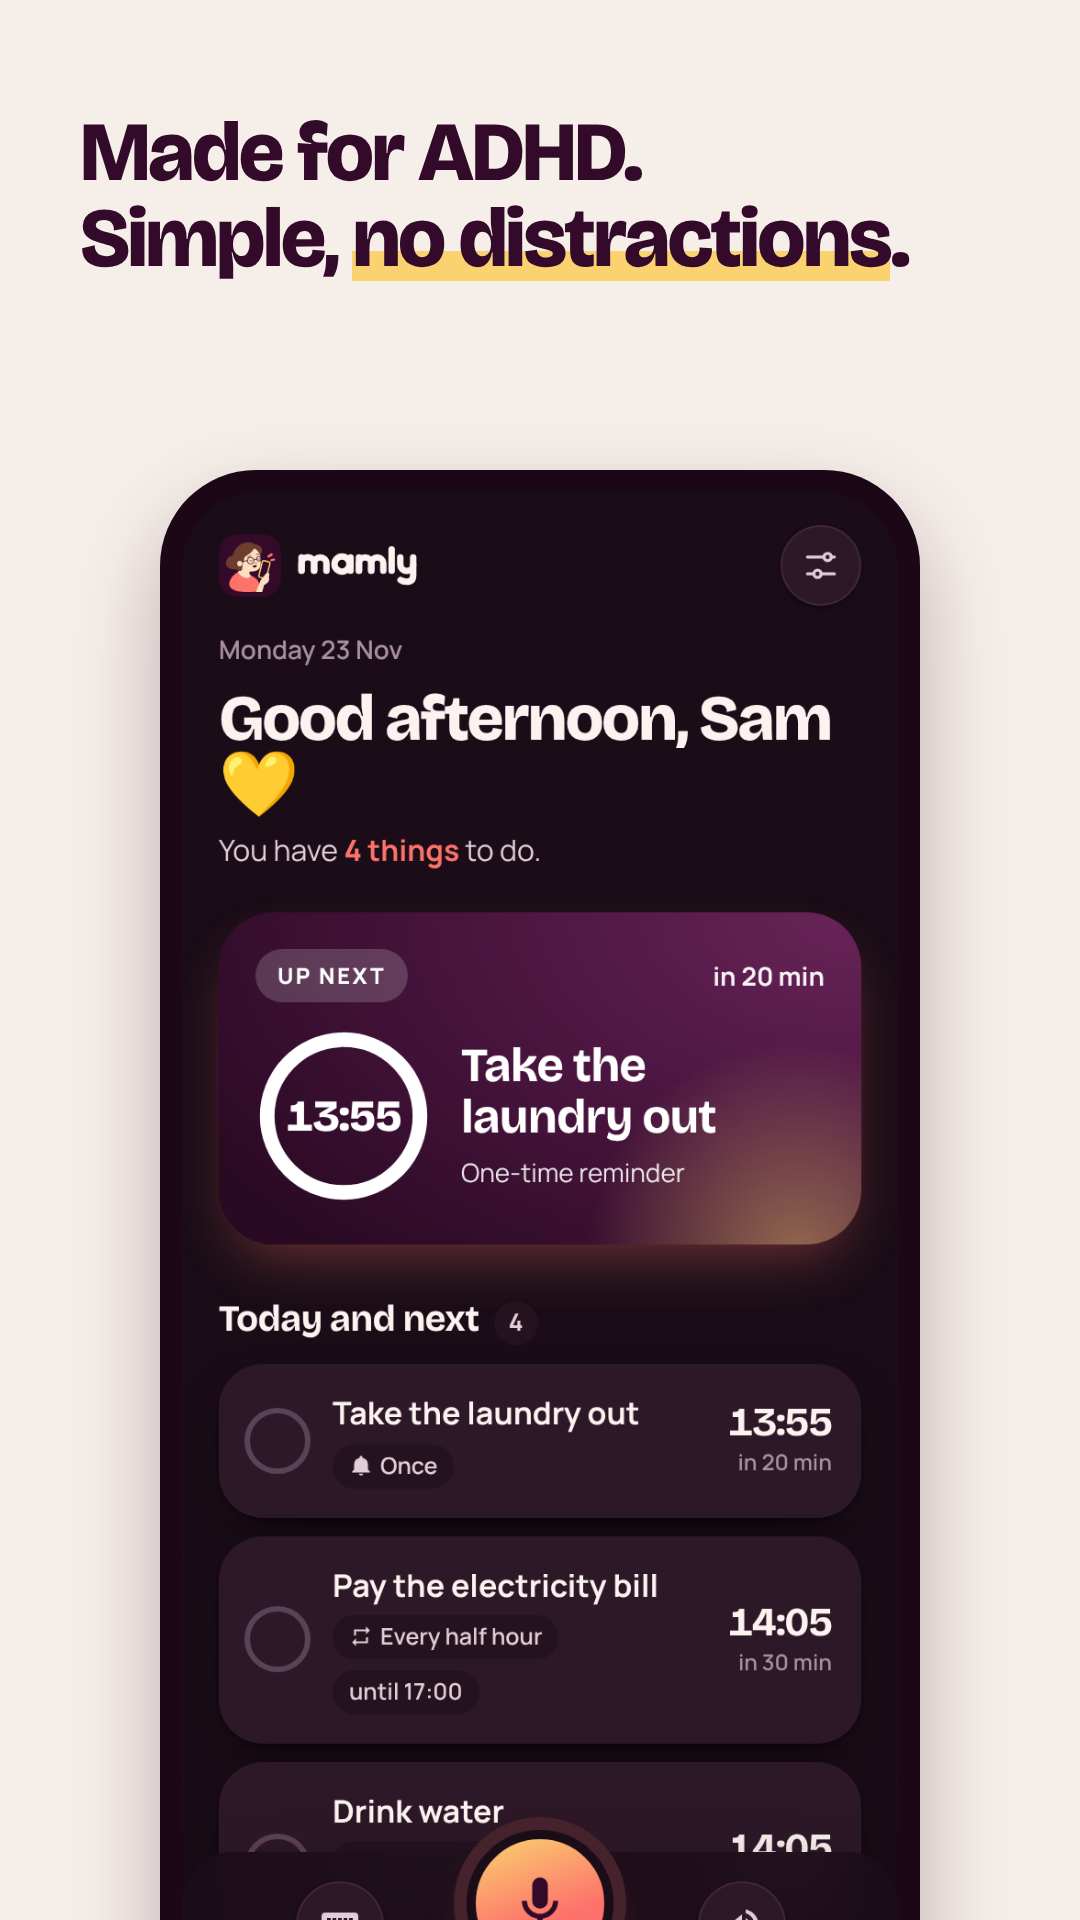 Made for ADHD.
Simple, no distractions.
mamly
Monday 23 Nov
Good afternoon, Sam
💛
You have 4 things to do.
UP NEXT
in 20 min
13:55
Take the
laundry out
One-time reminder
Today and next 4
Take the laundry out
Once
13:55
in 20 min
Pay the electricity bill
Every half hour
until 17:00
14:05
in 30 min
Drink water
14:05